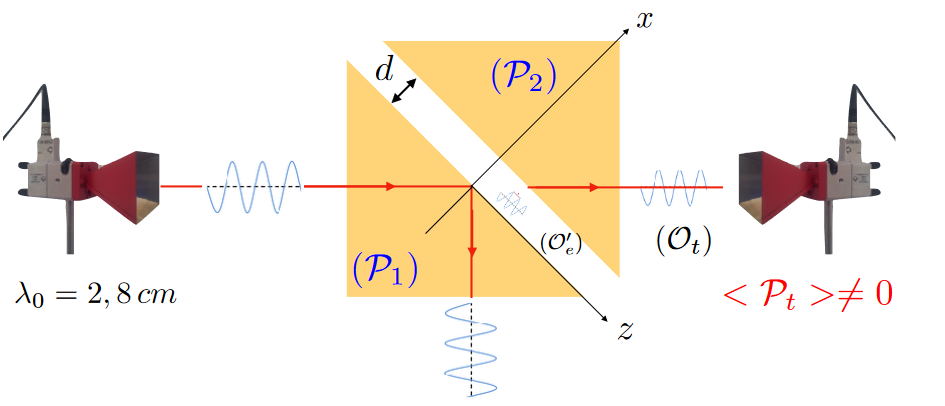 x
d
(𝒫₂)
(𝒪′ₑ)
(𝒪ₜ)
(𝒫₁)
λ₀ = 2, 8 cm
< 𝒫ₜ >≠ 0
z